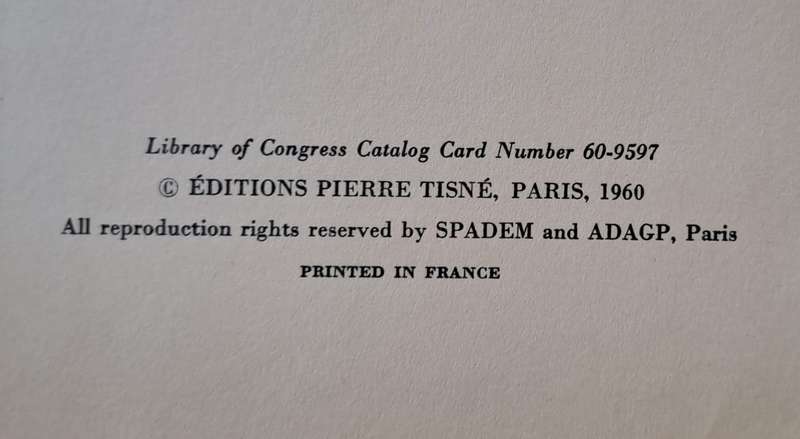 Library of Congress Catalog Card Number 60-9597
© ÉDITIONS PIERRE TISNÉ, PARIS, 1960
All reproduction rights reserved by SPADEM and ADAGP, Paris
PRINTED IN FRANCE